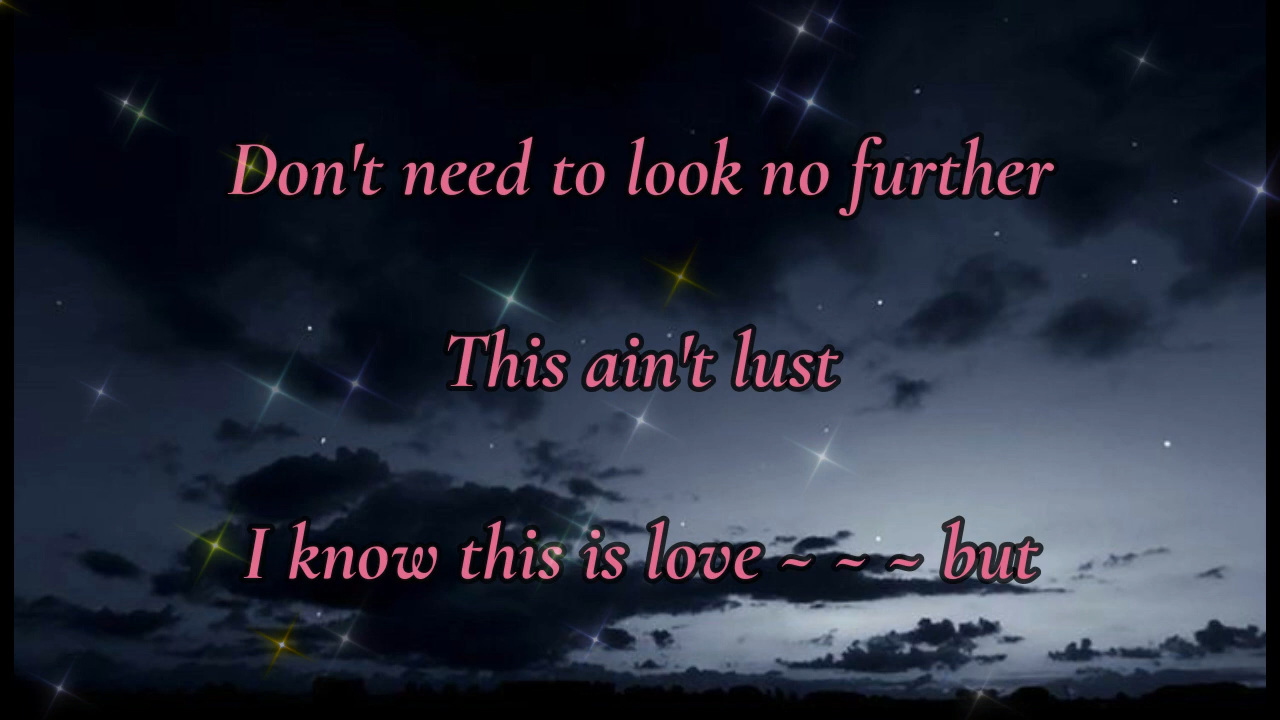 Don't need to look no further
This ain't lust
I know this is love ~ ~ ~ but